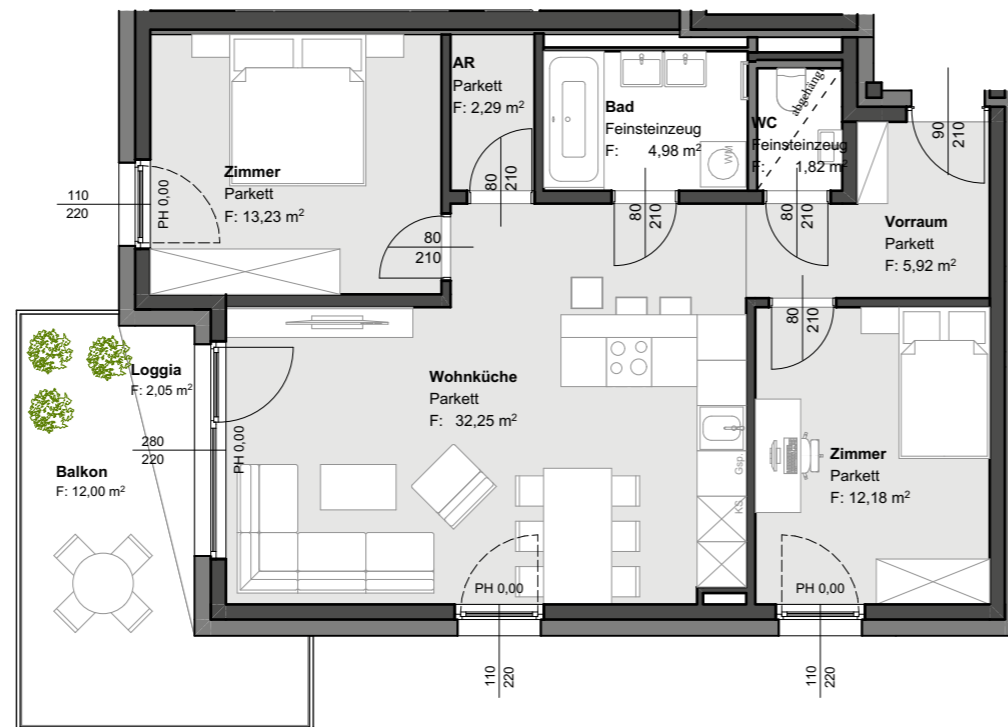 AR
Parkett
F: 2,29 m²
80
210
Bad
Feinsteinzeug
F: 4,98 m²
WM
80
210
abgehängt
WC
Feinsteinzeug
F: 1,82 m²
80
210
90
210
Vorraum
Parkett
F: 5,92 m²
Zimmer
Parkett
F: 13,23 m²
110
220
PH 0,00
80
210
80
210
Loggia
F: 2,05 m²
Wohnküche
Parkett
F: 32,25 m²
280
220
PH 0,00
Balkon
F: 12,00 m²
Gsp.
KS
Zimmer
Parkett
F: 12,18 m²
PH 0,00
PH 0,00
110
220
110
220